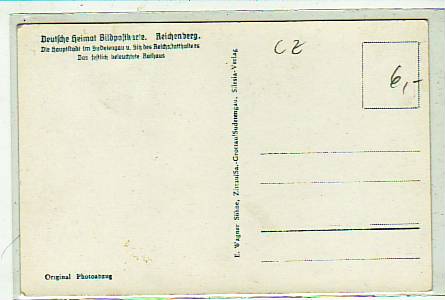 Deutsche Heimat Bildpostkarte. Reichenberg.
Die Hauptstadt im Sudetengau u. Sitz des Reichsstatthalters
Das festlich beleuchtete Rathaus
CZ
6,-
E. Wagner Söhne, Zittau/Sa.-Grottau/Sudetengau, Silesia-Verlag
Original Photoabzug